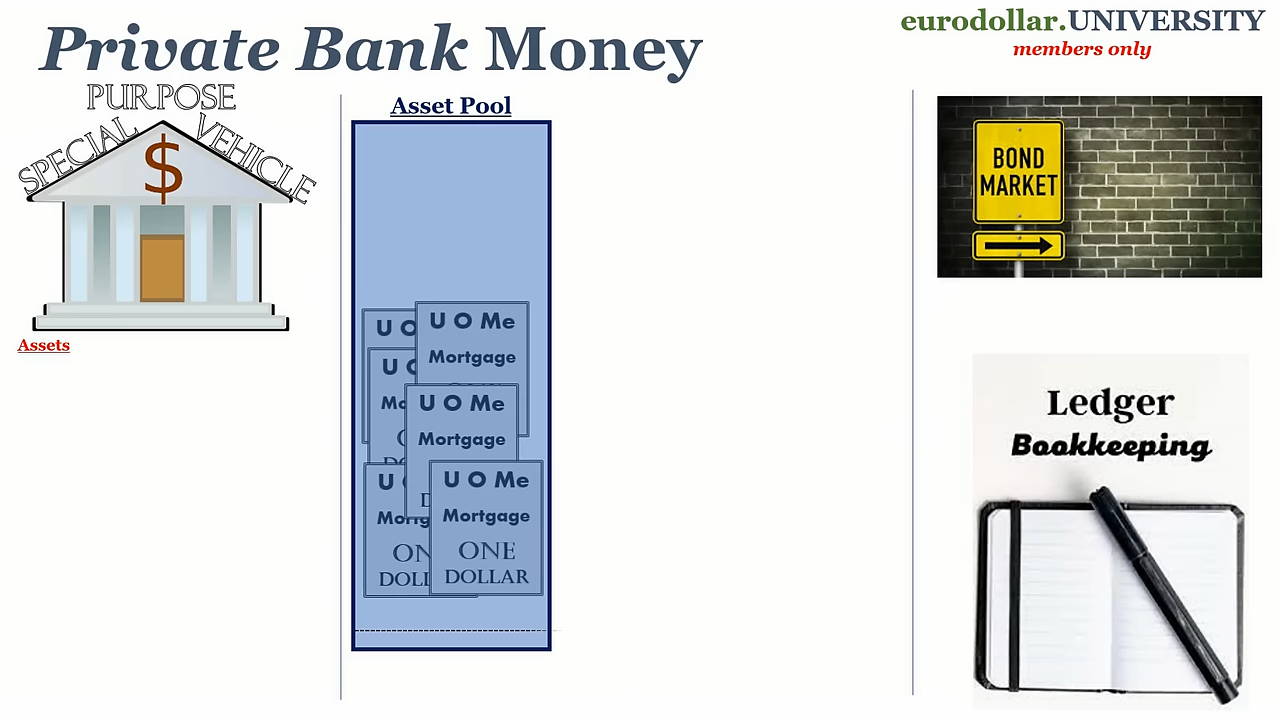 Private Bank Money
eurodollar.UNIVERSITY
members only
SPECIAL PURPOSE VEHICLE
Assets
Asset Pool
U O Me
Mortgage
U
U
U O Me
Mortgage
U
U O Me
Mortgage
ONE
DOLLAR
BOND
MARKET
Ledger
Bookkeeping